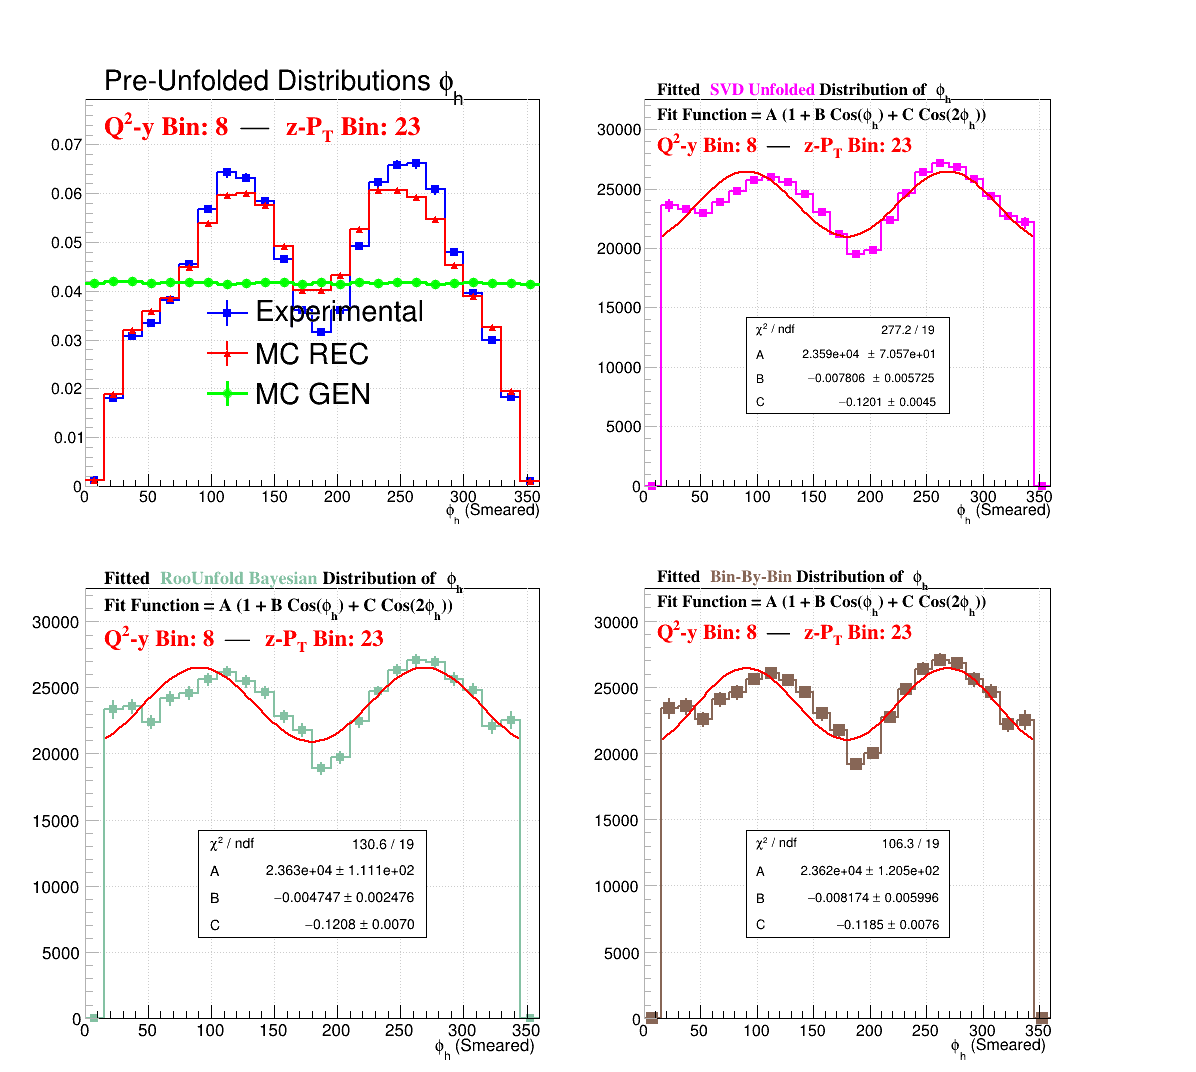 Pre-Unfolded Distributions ϕh
Q2-y Bin: 8 — z-PT Bin: 23
0.07
0.06
0.05
0.04
0.03
0.02
0.01
0
Experimental
MC REC
MC GEN
0 50 100 150 200 250 300 350
ϕh (Smeared)
Fitted SVD Unfolded Distribution of ϕh
Fit Function = A (1 + B Cos(ϕh) + C Cos(2ϕh))
Q2-y Bin: 8 — z-PT Bin: 23
30000
25000
20000
15000
10000
5000
0
χ2 / ndf 277.2 / 19
A 2.359e+04 ± 7.057e+01
B −0.007806 ± 0.005725
C −0.1201 ± 0.0045
0 50 100 150 200 250 300 350
ϕh (Smeared)
Fitted RooUnfold Bayesian Distribution of ϕh
Fit Function = A (1 + B Cos(ϕh) + C Cos(2ϕh))
Q2-y Bin: 8 — z-PT Bin: 23
30000
25000
20000
15000
10000
5000
0
χ2 / ndf 130.6 / 19
A 2.363e+04 ± 1.111e+02
B −0.004747 ± 0.002476
C −0.1208 ± 0.0070
0 50 100 150 200 250 300 350
ϕh (Smeared)
Fitted Bin-By-Bin Distribution of ϕh
Fit Function = A (1 + B Cos(ϕh) + C Cos(2ϕh))
Q2-y Bin: 8 — z-PT Bin: 23
30000
25000
20000
15000
10000
5000
0
χ2 / ndf 106.3 / 19
A 2.362e+04 ± 1.205e+02
B −0.008174 ± 0.005996
C −0.1185 ± 0.0076
0 50 100 150 200 250 300 350
ϕh (Smeared)